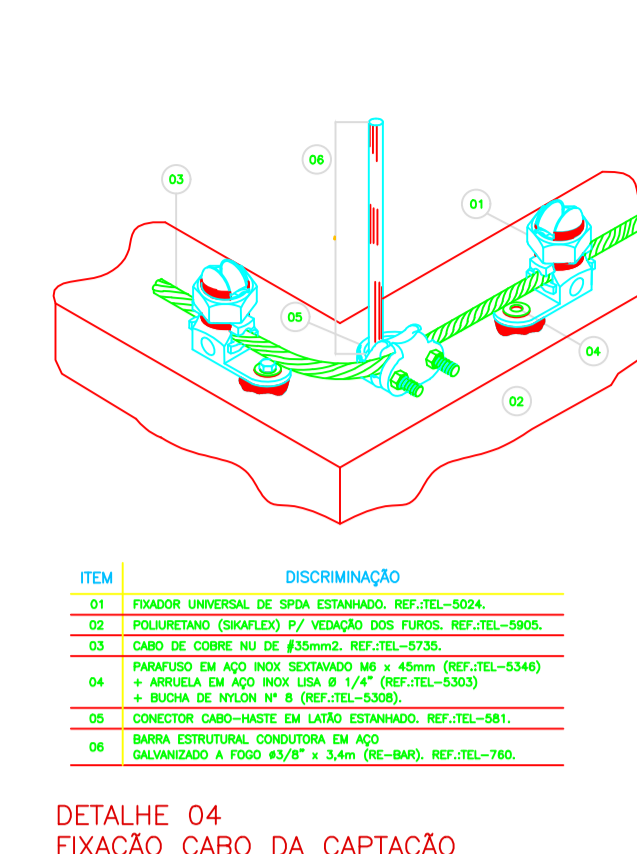 06
03
01
05
04
02
ITEM DISCRIMINAÇÃO
01 FIXADOR UNIVERSAL DE SPDA ESTANHADO. REF.:TEL-5024.
02 POLIURETANO (SIKAFLEX) P/ VEDAÇÃO DOS FUROS. REF.:TEL-5905.
03 CABO DE COBRE NU DE #35mm2. REF.:TEL-5735.
PARAFUSO EM AÇO INOX SEXTAVADO M6 x 45mm (REF.:TEL-5346)
04 + ARRUELA EM AÇO INOX LISA Ø 1/4" (REF.:TEL-5303)
+ BUCHA DE NYLON N° 8 (REF.:TEL-5308).
05 CONECTOR CABO-HASTE EM LATÃO ESTANHADO. REF.:TEL-581.
06 BARRA ESTRUTURAL CONDUTORA EM AÇO
GALVANIZADO A FOGO ø3/8" x 3,4m (RE-BAR). REF.:TEL-760.
DETALHE 04
FIXAÇÃO CABO DA CAPTAÇÃO